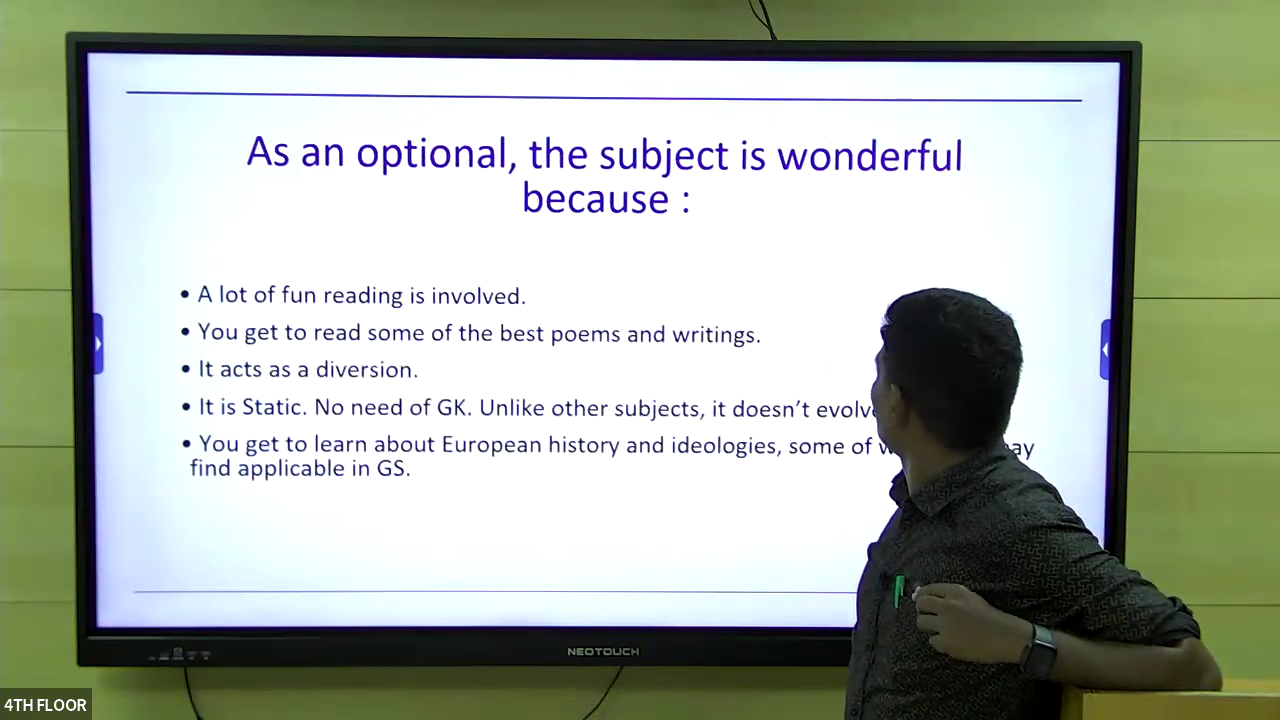 As an optional, the subject is wonderful
because :
• A lot of fun reading is involved.
• You get to read some of the best poems and writings.
• It acts as a diversion.
• It is Static. No need of GK. Unlike other subjects, it doesn't
• You get to learn about European history and ideologies, some of
find applicable in GS.
NEOTOUCH
4TH FLOOR